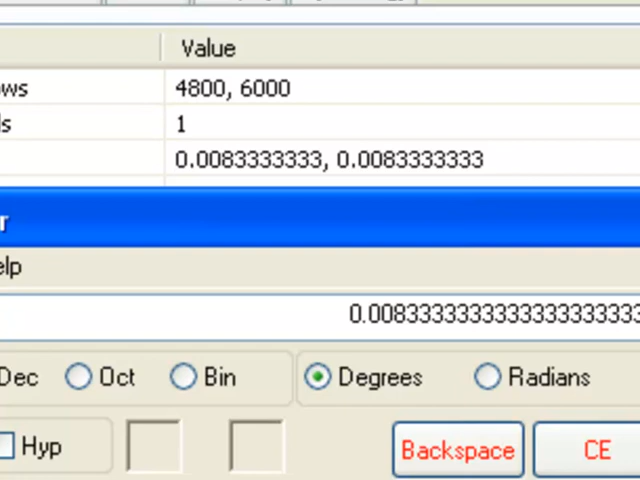 Value
ws 4800, 6000
ls 1
0.0083333333, 0.0083333333
r
elp
0.0083333333333333333333
Dec Oct Bin Degrees Radians
Hyp Backspace CE